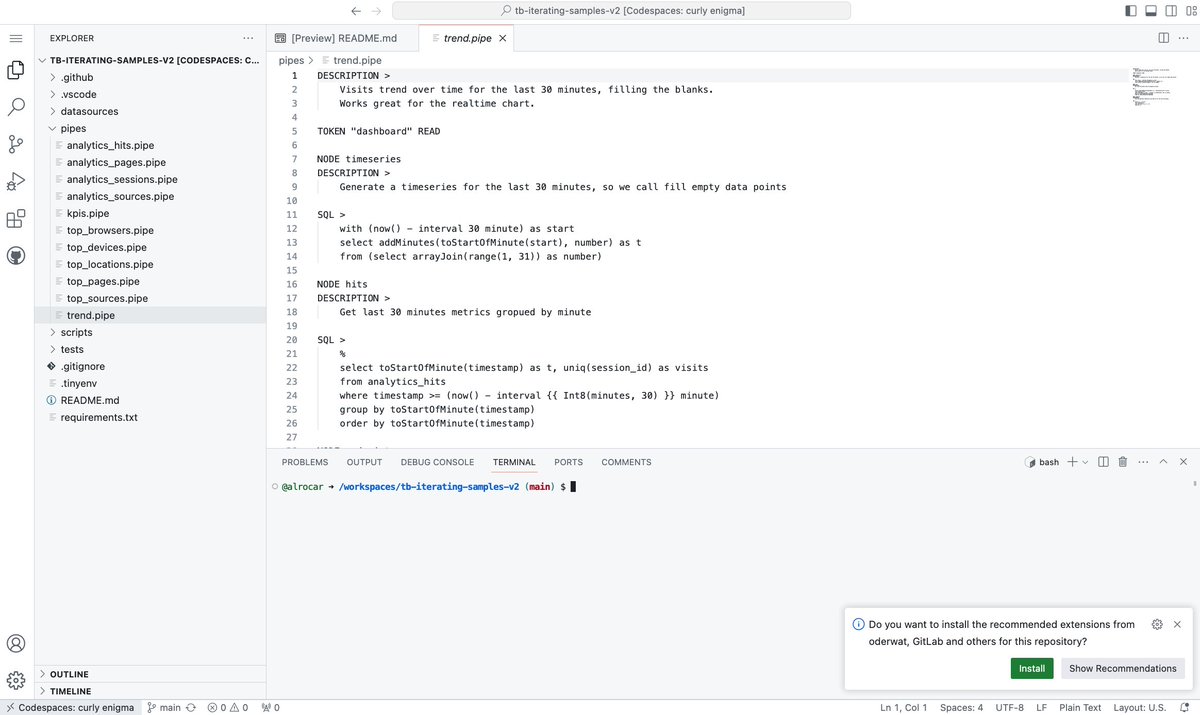 tb-iterating-samples-v2 [Codespaces: curly enigma]
EXPLORER
TB-ITERATING-SAMPLES-V2 [CODESPACES: C...
.github
.vscode
datasources
pipes
analytics_hits.pipe
analytics_pages.pipe
analytics_sessions.pipe
analytics_sources.pipe
kpis.pipe
top_browsers.pipe
top_devices.pipe
top_locations.pipe
top_pages.pipe
top_sources.pipe
trend.pipe
scripts
tests
.gitignore
.tinyenv
README.md
requirements.txt
OUTLINE
TIMELINE
[Preview] README.md
trend.pipe
pipes > trend.pipe
1 DESCRIPTION >
2 Visits trend over time for the last 30 minutes, filling the blanks.
3 Works great for the realtime chart.
4
5 TOKEN "dashboard" READ
6
7 NODE timeseries
8 DESCRIPTION >
9 Generate a timeseries for the last 30 minutes, so we call fill empty data points
10
11 SQL >
12 with (now() - interval 30 minute) as start
13 select addMinutes(toStartOfMinute(start), number) as t
14 from (select arrayJoin(range(1, 31)) as number)
15
16 NODE hits
17 DESCRIPTION >
18 Get last 30 minutes metrics gropued by minute
19
20 SQL >
21 %
22 select toStartOfMinute(timestamp) as t, uniq(session_id) as visits
23 from analytics_hits
24 where timestamp >= (now() - interval {{ Int8(minutes, 30) }} minute)
25 group by toStartOfMinute(timestamp)
26 order by toStartOfMinute(timestamp)
27
PROBLEMS OUTPUT DEBUG CONSOLE TERMINAL PORTS COMMENTS
bash
@alrocar → /workspaces/tb-iterating-samples-v2 (main) $
Do you want to install the recommended extensions from
oderwat, GitLab and others for this repository?
Install Show Recommendations
Codespaces: curly enigma main 0 0 0 Ln 1, Col 1 Spaces: 4 UTF-8 LF Plain Text Layout: U.S.